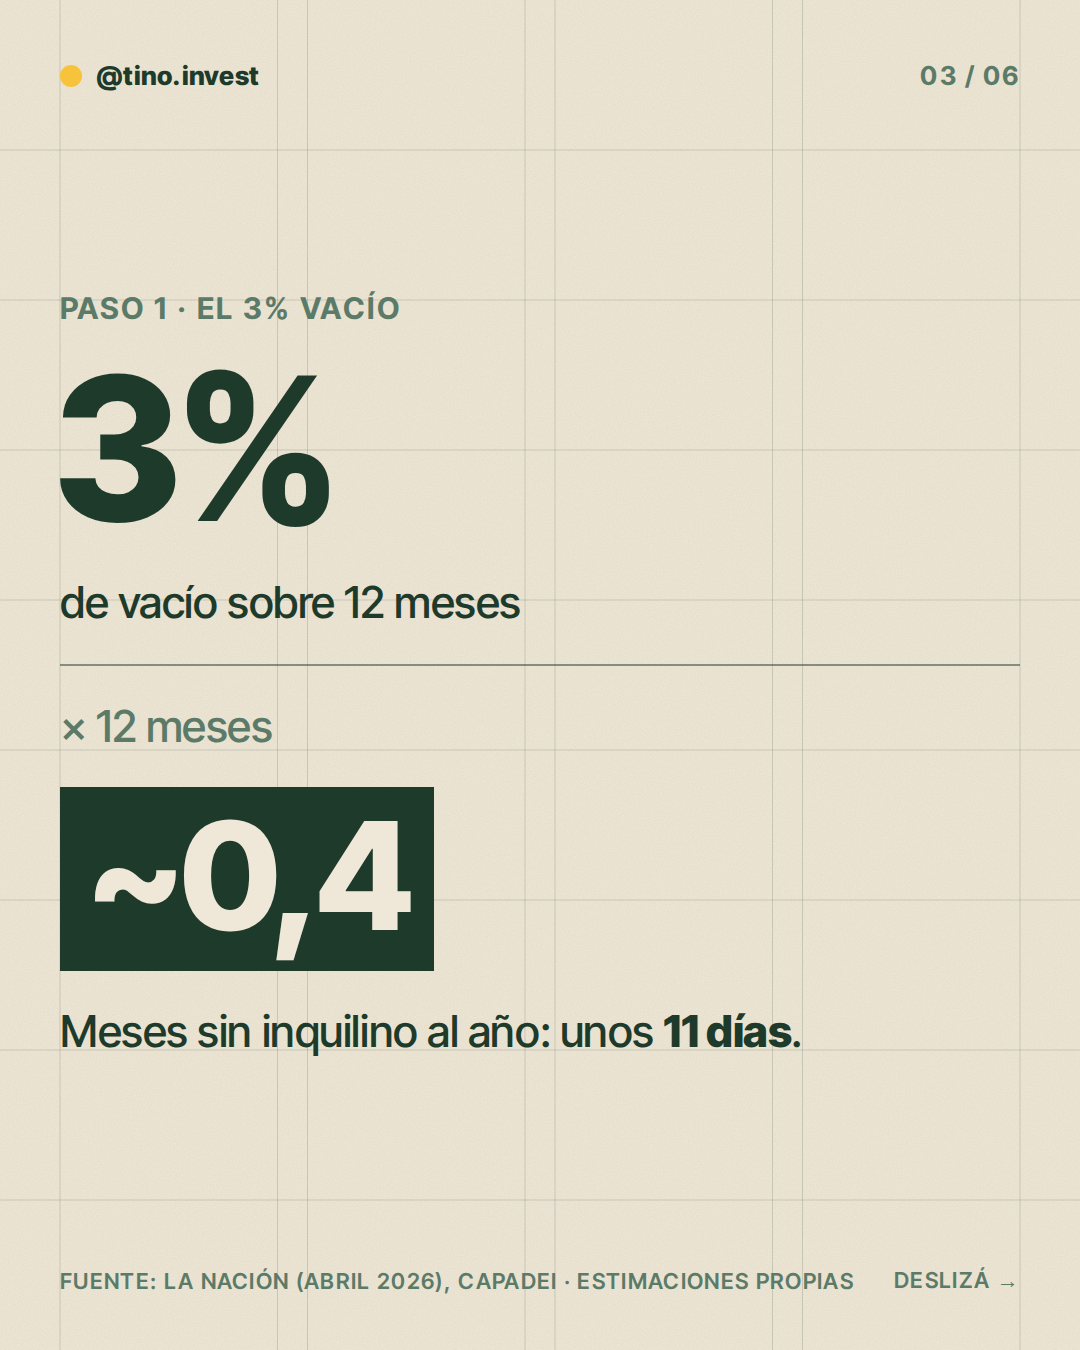 @tino.invest
03 / 06
PASO 1 · EL 3% VACÍO
3%
de vacío sobre 12 meses
× 12 meses
~0,4
Meses sin inquilino al año: unos 11 días.
FUENTE: LA NACIÓN (ABRIL 2026), CAPADEI · ESTIMACIONES PROPIAS
DESLIZÁ →